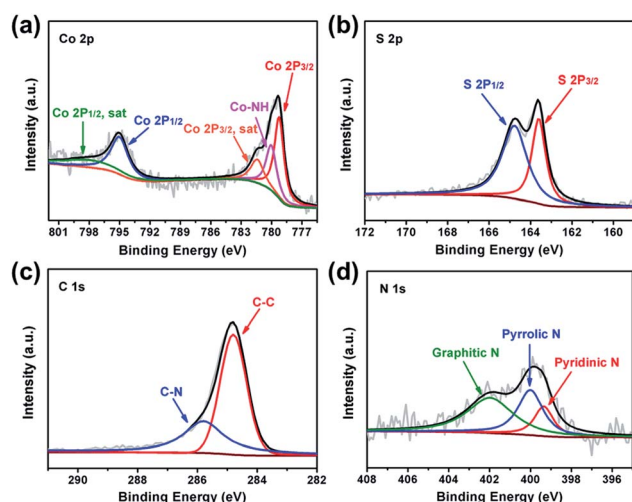 (a)
Co 2p
Co 2P3/2
Co-NH
Co 2P1/2, sat
Co 2P1/2
Co 2P3/2, sat
Intensity (a.u.)
801 798 795 792 789 786 783 780 777
Binding Energy (eV)
(b)
S 2p
S 2P1/2
S 2P3/2
Intensity (a.u.)
172 170 168 166 164 162 160
Binding Energy (eV)
(c)
C 1s
C-C
C-N
Intensity (a.u.)
290 288 286 284 282
Binding Energy (eV)
(d)
N 1s
Pyrrolic N
Graphitic N
Pyridinic N
Intensity (a.u.)
408 406 404 402 400 398 396
Binding Energy (eV)